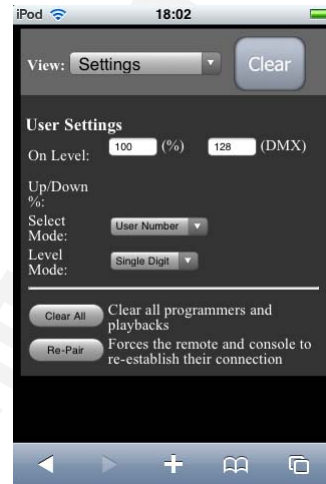 iPod 18:02
View: Settings Clear
User Settings
On Level: 100 (%) 128 (DMX)
Up/Down
%:
Select
Mode: User Number
Level
Mode: Single Digit
Clear All Clear all programmers and
playbacks
Re-Pair Forces the remote and console to
re-establish their connection